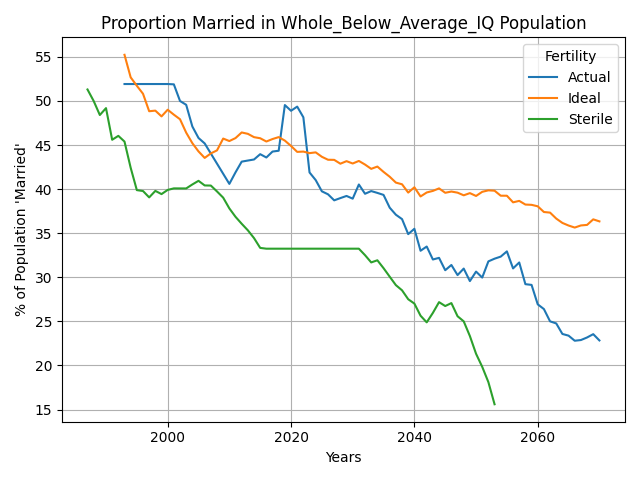 Proportion Married in Whole_Below_Average_IQ Population
% of Population 'Married'
55
50
45
40
35
30
25
20
15
Fertility
Actual
Ideal
Sterile
2000 2020 2040 2060
Years